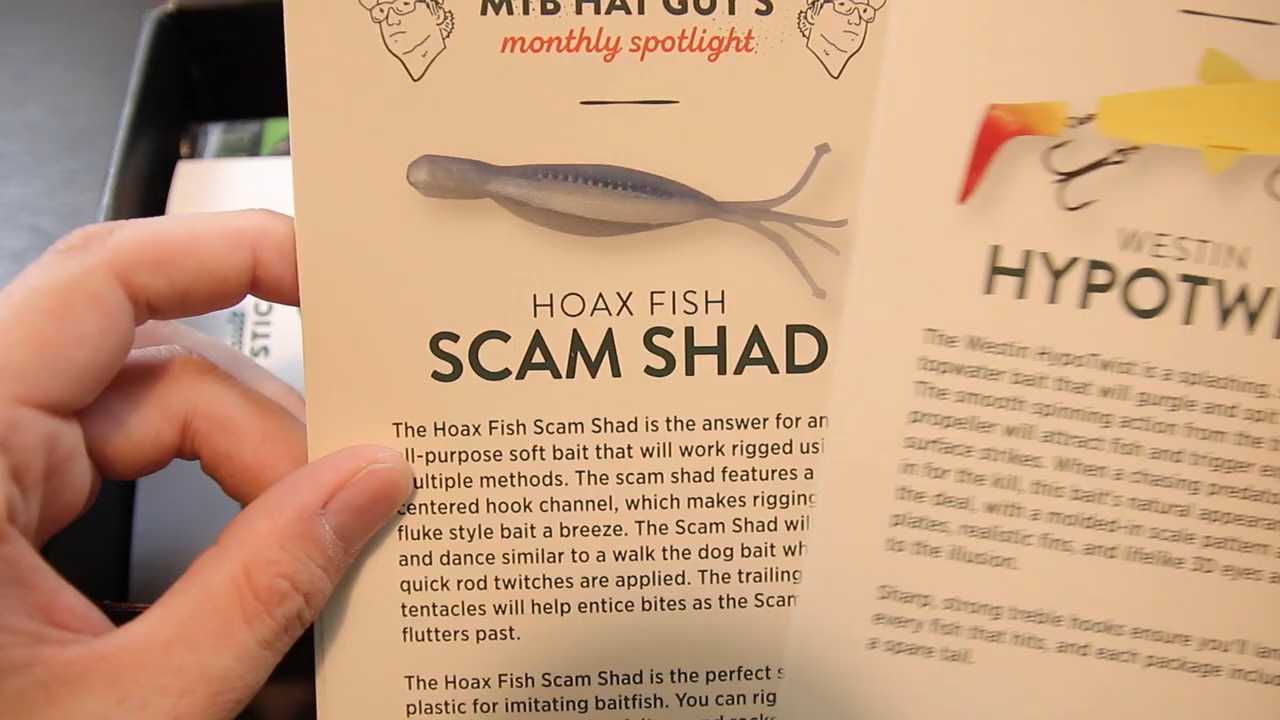 MTB HAT GUY'S
monthly spotlight
HOAX FISH
SCAM SHAD
The Hoax Fish Scam Shad is the answer for an
ll-purpose soft bait that will work rigged usi
ultiple methods. The scam shad features a
centered hook channel, which makes rigging
fluke style bait a breeze. The Scam Shad wil
and dance similar to a walk the dog bait wh
quick rod twitches are applied. The trailing
tentacles will help entice bites as the Scam
flutters past.
The Hoax Fish Scam Shad is the perfect s
plastic for imitating baitfish. You can rig
WESTIN
HYPOTW
The Westin HypoTwist is a splashing,
topwater bait that will gurgle and spit
The smooth spinning action from the
propeller will attract fish and trigger
surface strikes. When a chasing predato
in for the kill, this bait's natural appeara
the deal, with a molded-in scale pattern
plates, realistic fins, and lifelike 3D eyes
to the illusion.
Sharp, strong treble hooks ensure you'll lan
every fish that hits, and each package includ
a spare tail.
STIC